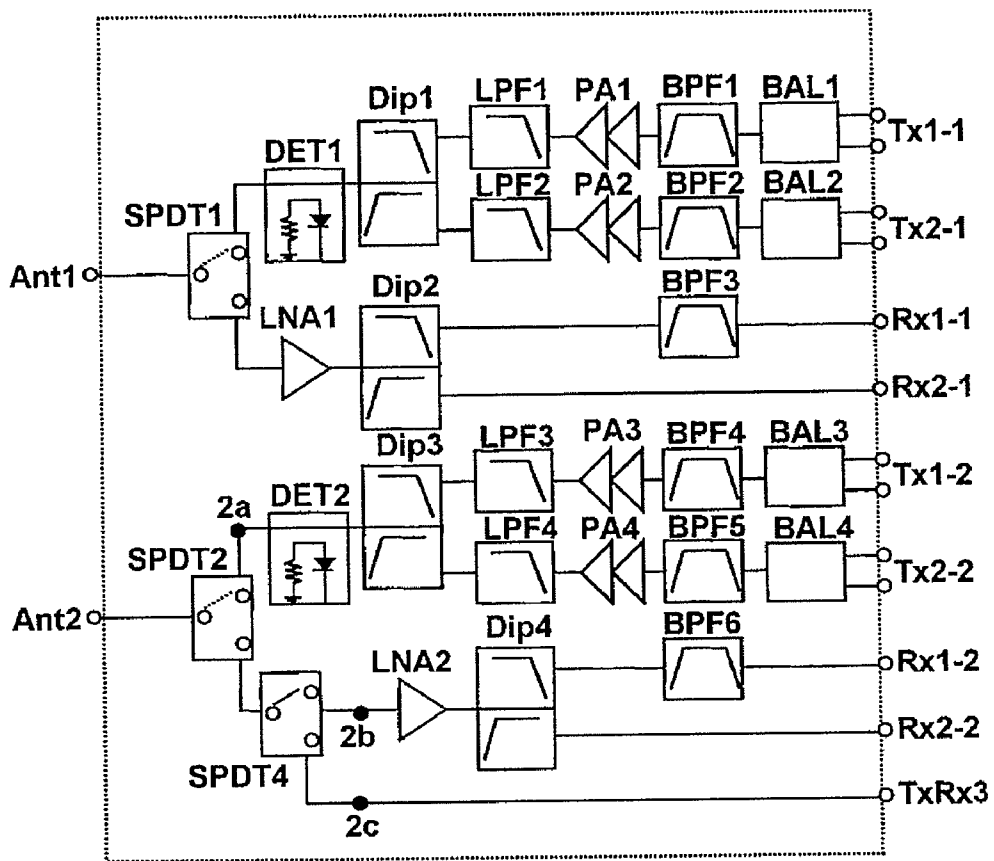 Dip1 LPF1 PA1 BPF1 BAL1
Tx1-1
DET1
LPF2 PA2 BPF2 BAL2
SPDT1
Tx2-1
Ant1
Dip2 BPF3
LNA1
Rx1-1
Rx2-1
Dip3 LPF3 PA3 BPF4 BAL3
Tx1-2
DET2
2a
LPF4 PA4 BPF5 BAL4
SPDT2
Tx2-2
Ant2
Dip4 BPF6
LNA2
Rx1-2
2b
Rx2-2
SPDT4
TxRx3
2c